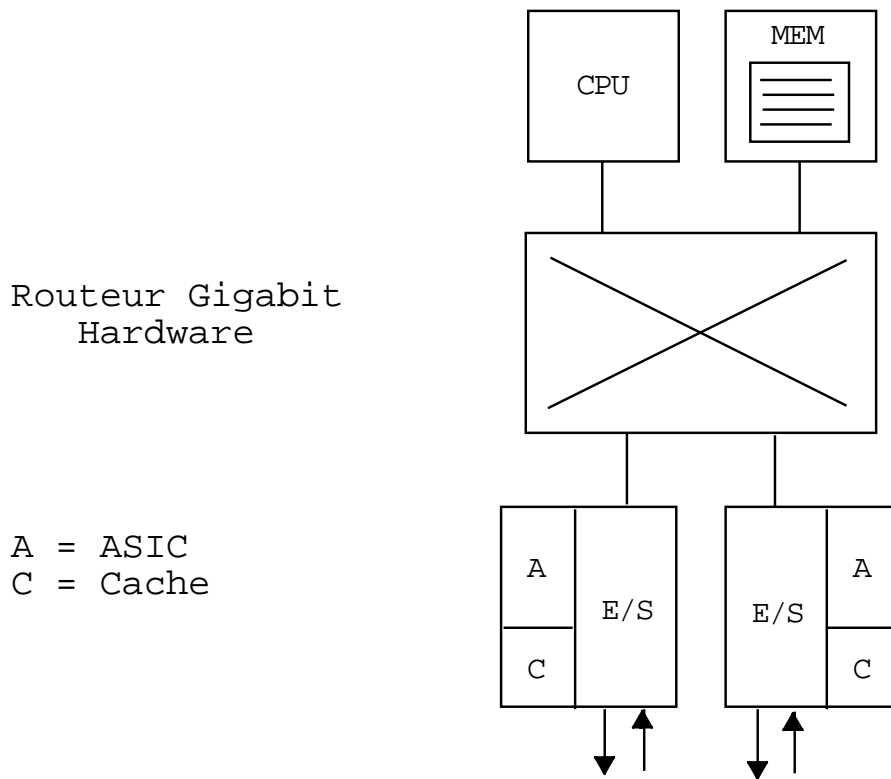 MEM
CPU
Routeur Gigabit
Hardware
A = ASIC
C = Cache
A
E/S
C
E/S
A
C